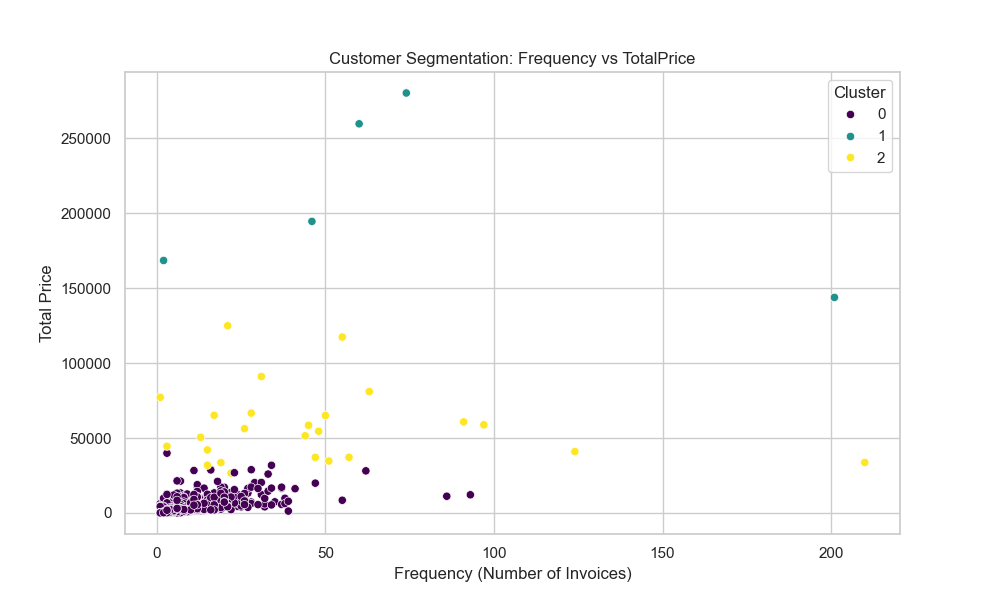 Customer Segmentation: Frequency vs TotalPrice
Cluster
0
1
2
250000
200000
150000
100000
50000
0
Total Price
0 50 100 150 200
Frequency (Number of Invoices)